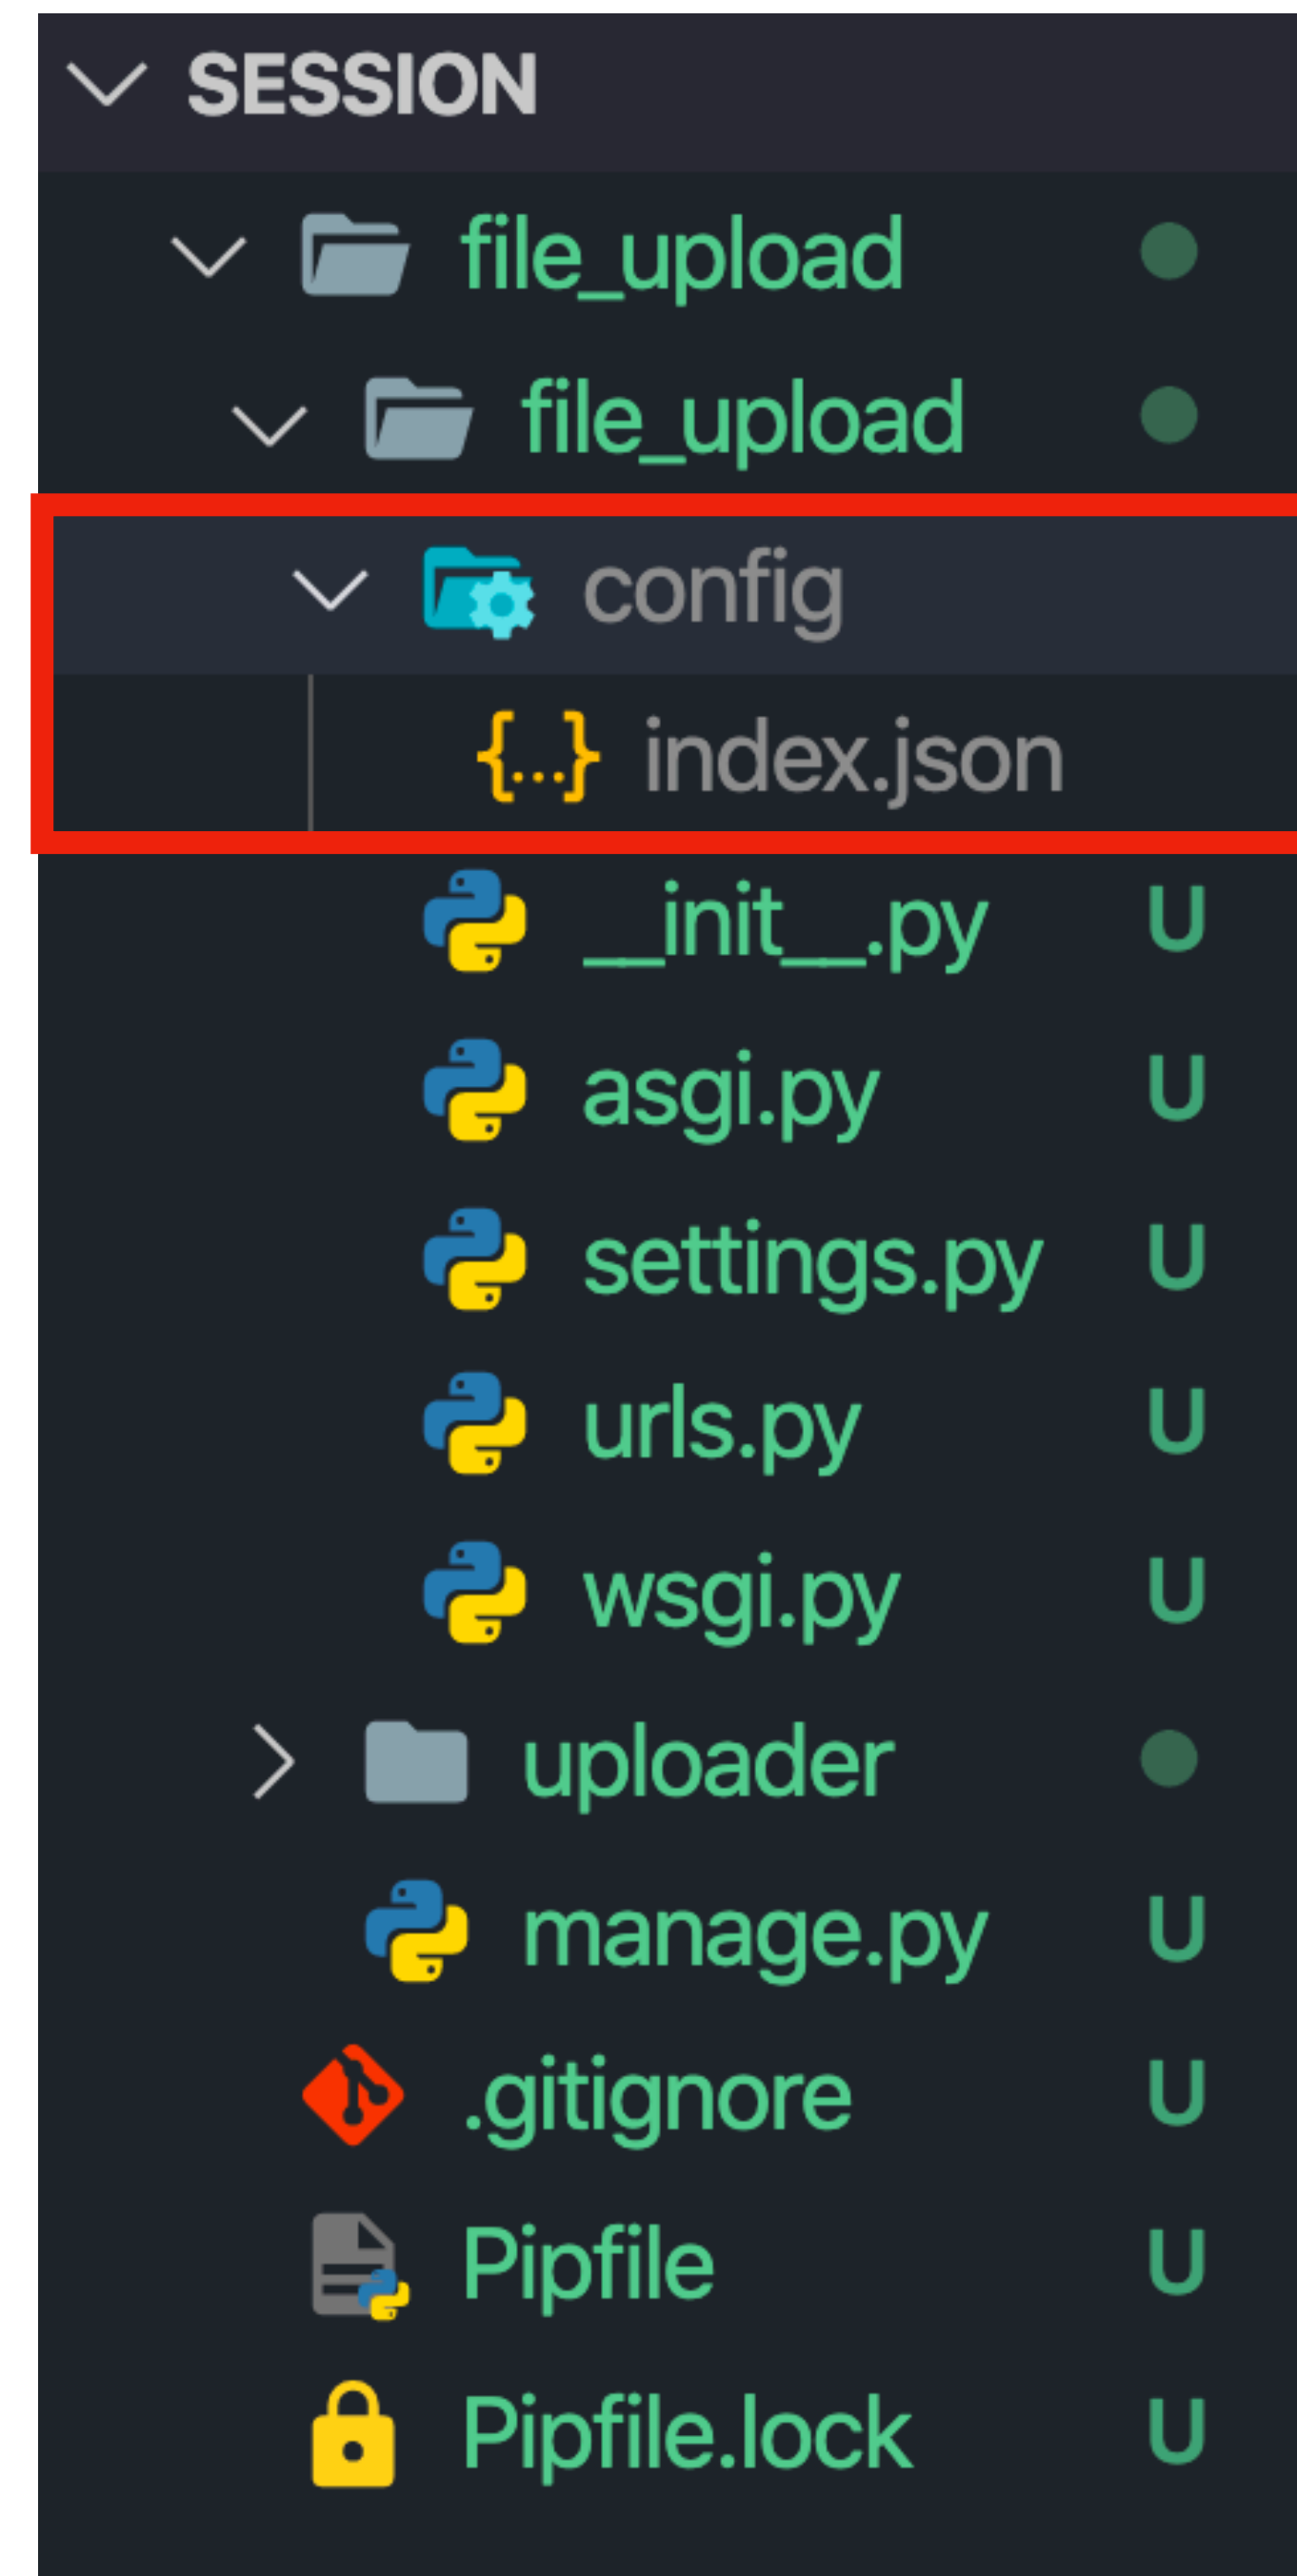 SESSION
file_upload
file_upload
config
{...} index.json
__init__.py U
asgi.py U
settings.py U
urls.py U
wsgi.py U
uploader
manage.py U
.gitignore U
Pipfile U
Pipfile.lock U